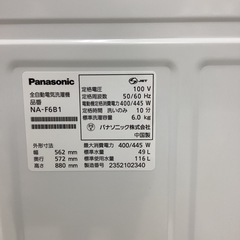 Panasonic
全自動電気洗濯機
品番
NA-F6B1
JET
定格電圧 100 V
定格周波数 50/60 Hz
電動機定格消費電力 400/445 W
定格時間 洗いのみ 10 分
標準洗濯容量 6.0 kg
パナソニック株式会社
中国製
外形寸法
幅 562 mm
奥行 572 mm
高さ 880 mm
最大消費電力 400/445 W
標準水量 49 L
標準使用水量 116 L
製造番号 2352102340